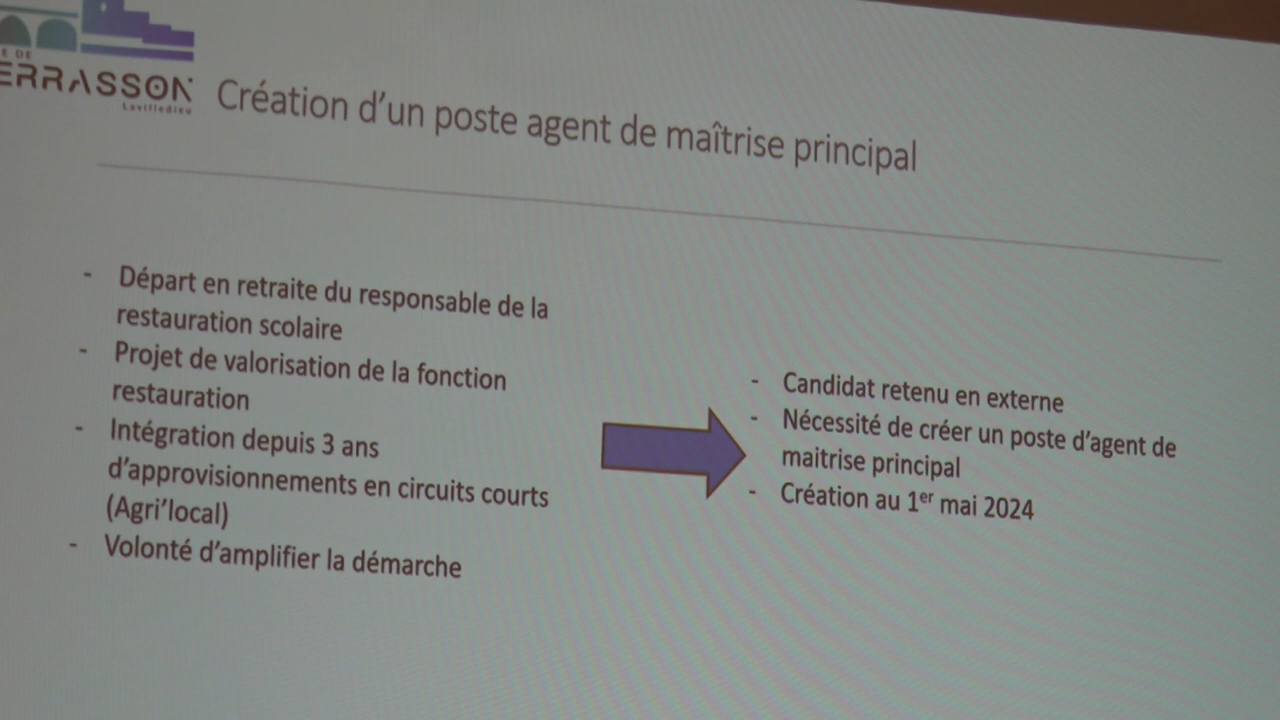 E DE
ERRASSON
Lavilledieu
Création d'un poste agent de maîtrise principal
- Départ en retraite du responsable de la
restauration scolaire
- Projet de valorisation de la fonction
restauration
- Intégration depuis 3 ans
d'approvisionnements en circuits courts
(Agri'local)
- Volonté d'amplifier la démarche
- Candidat retenu en externe
- Nécessité de créer un poste d'agent de
maitrise principal
- Création au 1er mai 2024